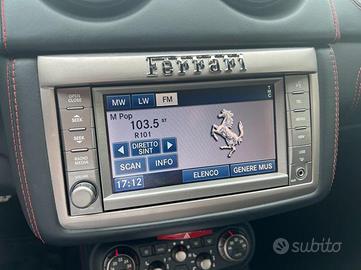 Ferrari
OPEN
CLOSE
SEEK
SEEK
RADIO
MEDIA
MW
LW
FM
M Pop
103.5 ST
R101
DIRETTO
SINT
SCAN
INFO
17:12
ELENCO
GENERE MUS
subito